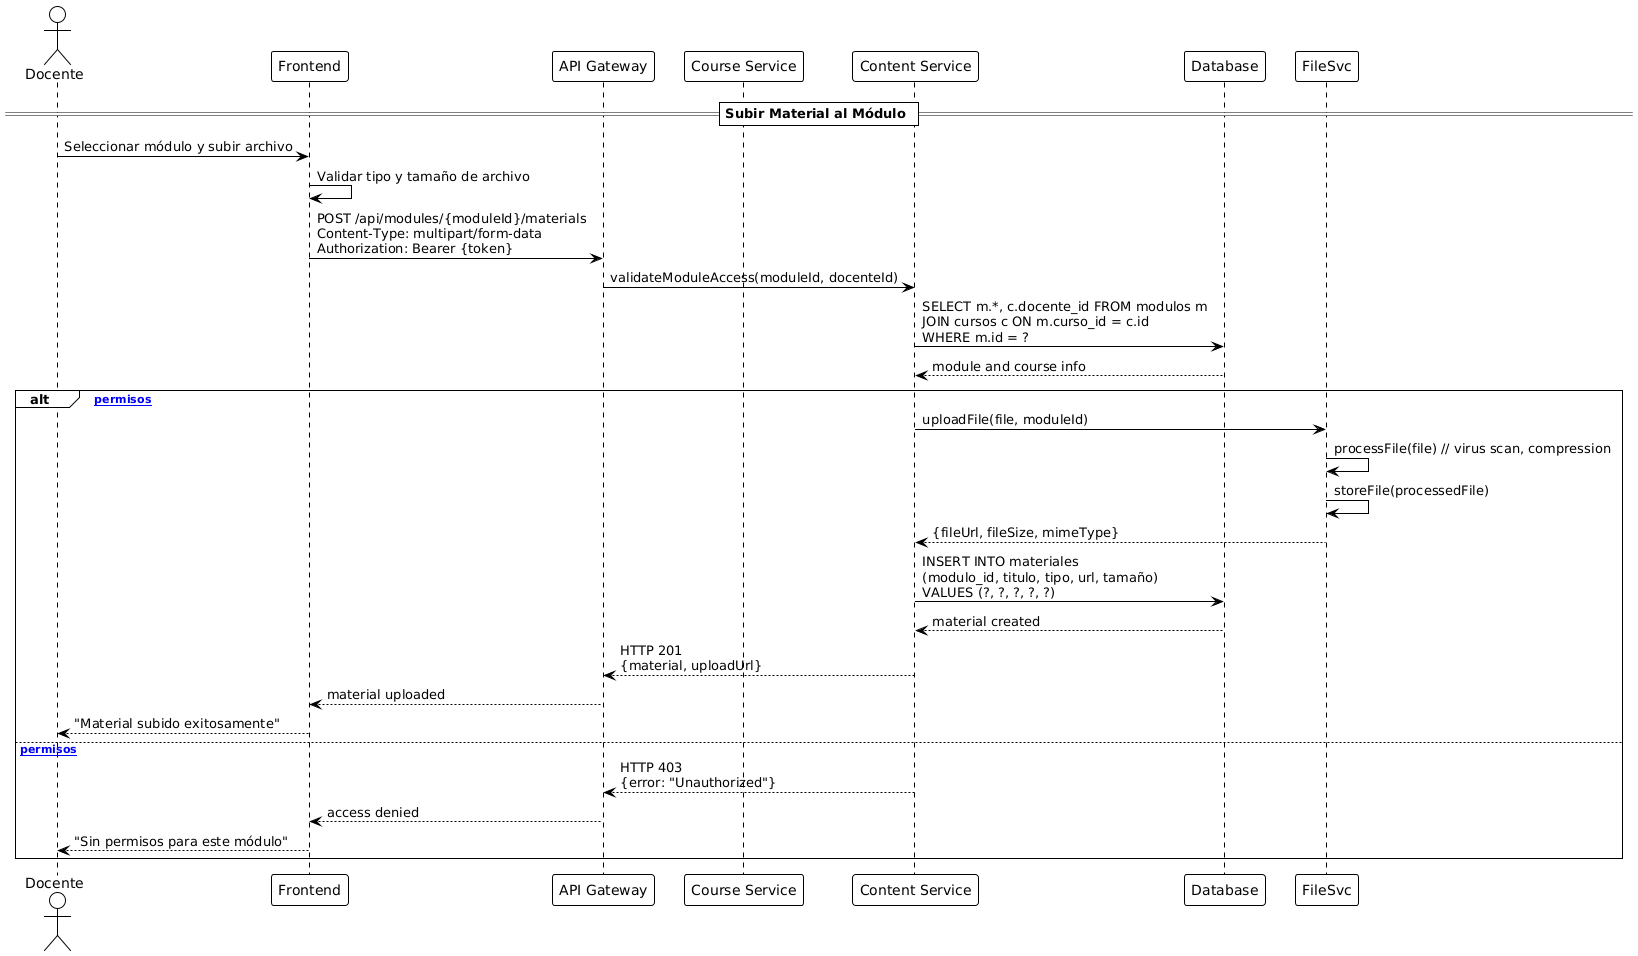 Docente
Frontend
API Gateway
Course Service
Content Service
Database
FileSvc
Subir Material al Módulo
Seleccionar módulo y subir archivo
Validar tipo y tamaño de archivo
POST /api/modules/{moduleId}/materials
Content-Type: multipart/form-data
Authorization: Bearer {token}
validateModuleAccess(moduleId, docenteId)
SELECT m.*, c.docente_id FROM modulos m
JOIN cursos c ON m.curso_id = c.id
WHERE m.id = ?
module and course info
alt
permisos
uploadFile(file, moduleId)
processFile(file) // virus scan, compression
storeFile(processedFile)
{fileUrl, fileSize, mimeType}
INSERT INTO materiales
(modulo_id, titulo, tipo, url, tamaño)
VALUES (?, ?, ?, ?, ?)
material created
HTTP 201
{material, uploadUrl}
material uploaded
"Material subido exitosamente"
permisos
HTTP 403
{error: "Unauthorized"}
access denied
"Sin permisos para este módulo"
Docente
Frontend
API Gateway
Course Service
Content Service
Database
FileSvc